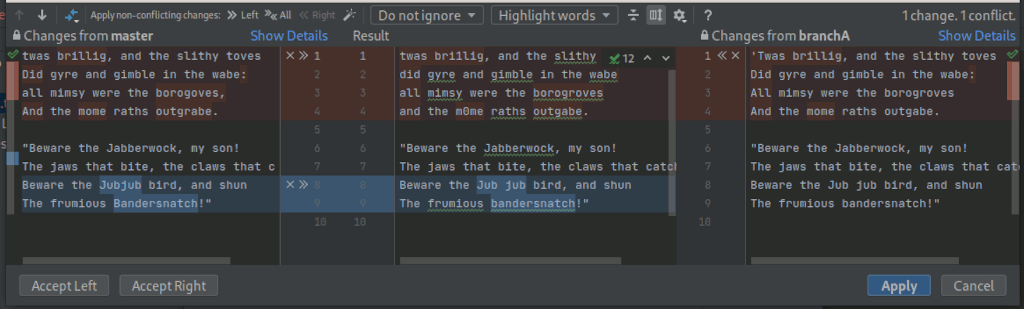 Apply non-conflicting changes: Left All Right Do not ignore Highlight words ? 1 change. 1 conflict.
Changes from master Show Details Result Changes from branchA Show Details
twas brillig, and the slithy toves
Did gyre and gimble in the wabe:
all mimsy were the borogoves,
And the mome raths outgrabe.
"Beware the Jabberwock, my son!
The jaws that bite, the claws that c
Beware the Jubjub bird, and shun
The frumious Bandersnatch!"
1 1
2 2
3 3
4 4
5 5
6 6
7 7
8 8
9 9
10 10
twas brillig, and the slithy 12
did gyre and gimble in the wabe
all mimsy were the borogroves
and the m0me raths outgabe.
"Beware the Jabberwock, my son!
The jaws that bite, the claws that catc
Beware the Jub jub bird, and shun
The frumious bandersnatch!"
1
2
3
4
5
6
7
8
9
10
'Twas brillig, and the slithy toves
Did gyre and gimble in the wabe:
All mimsy were the borogroves
And the mome raths outgrabe.
"Beware the Jabberwock, my son!
The jaws that bite, the claws that cat
Beware the Jub jub bird, and shun
The frumious bandersnatch!"
Accept Left Accept Right Apply Cancel